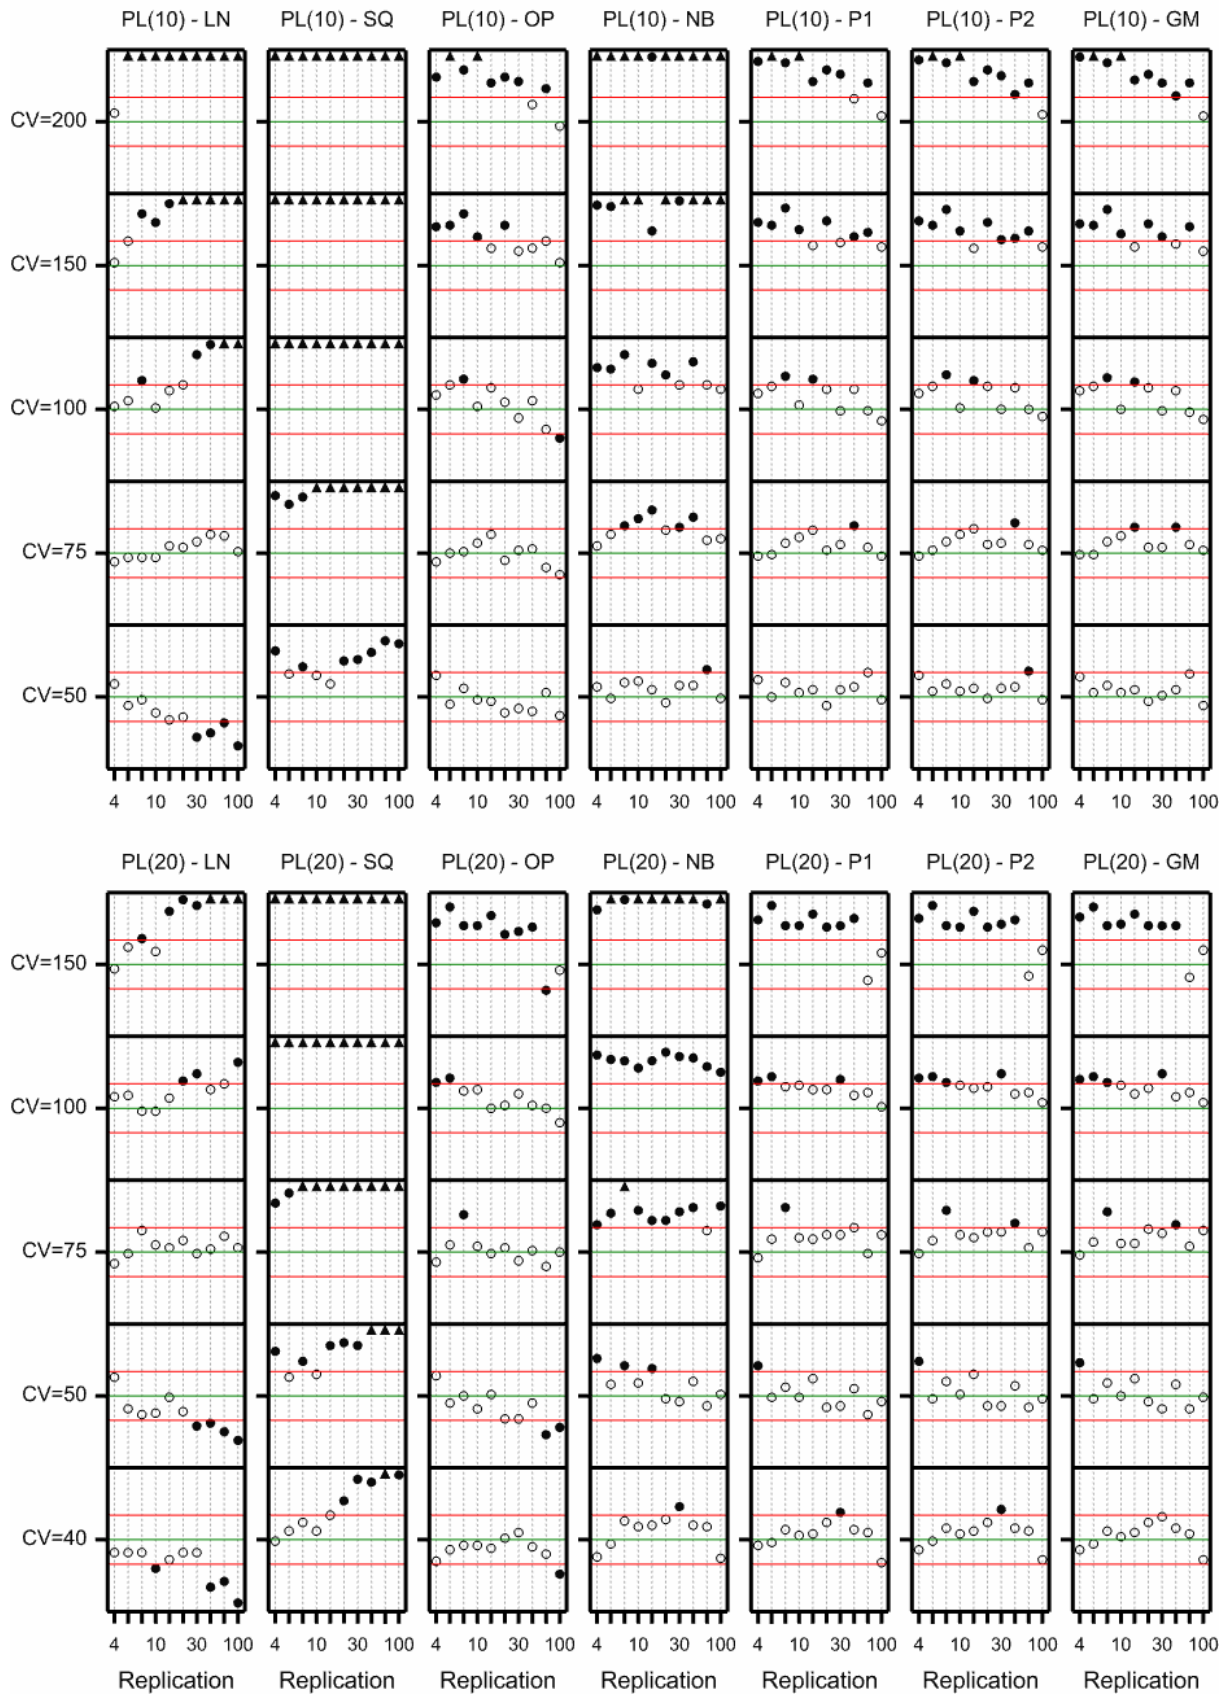 PL(10) - LN PL(10) - SQ PL(10) - OP PL(10) - NB PL(10) - P1 PL(10) - P2 PL(10) - GM
CV=200
CV=150
CV=100
CV=75
CV=50
4 10 30 100 4 10 30 100 4 10 30 100 4 10 30 100 4 10 30 100 4 10 30 100 4 10 30 100
PL(20) - LN PL(20) - SQ PL(20) - OP PL(20) - NB PL(20) - P1 PL(20) - P2 PL(20) - GM
CV=150
CV=100
CV=75
CV=50
CV=40
4 10 30 100 4 10 30 100 4 10 30 100 4 10 30 100 4 10 30 100 4 10 30 100 4 10 30 100
Replication Replication Replication Replication Replication Replication Replication